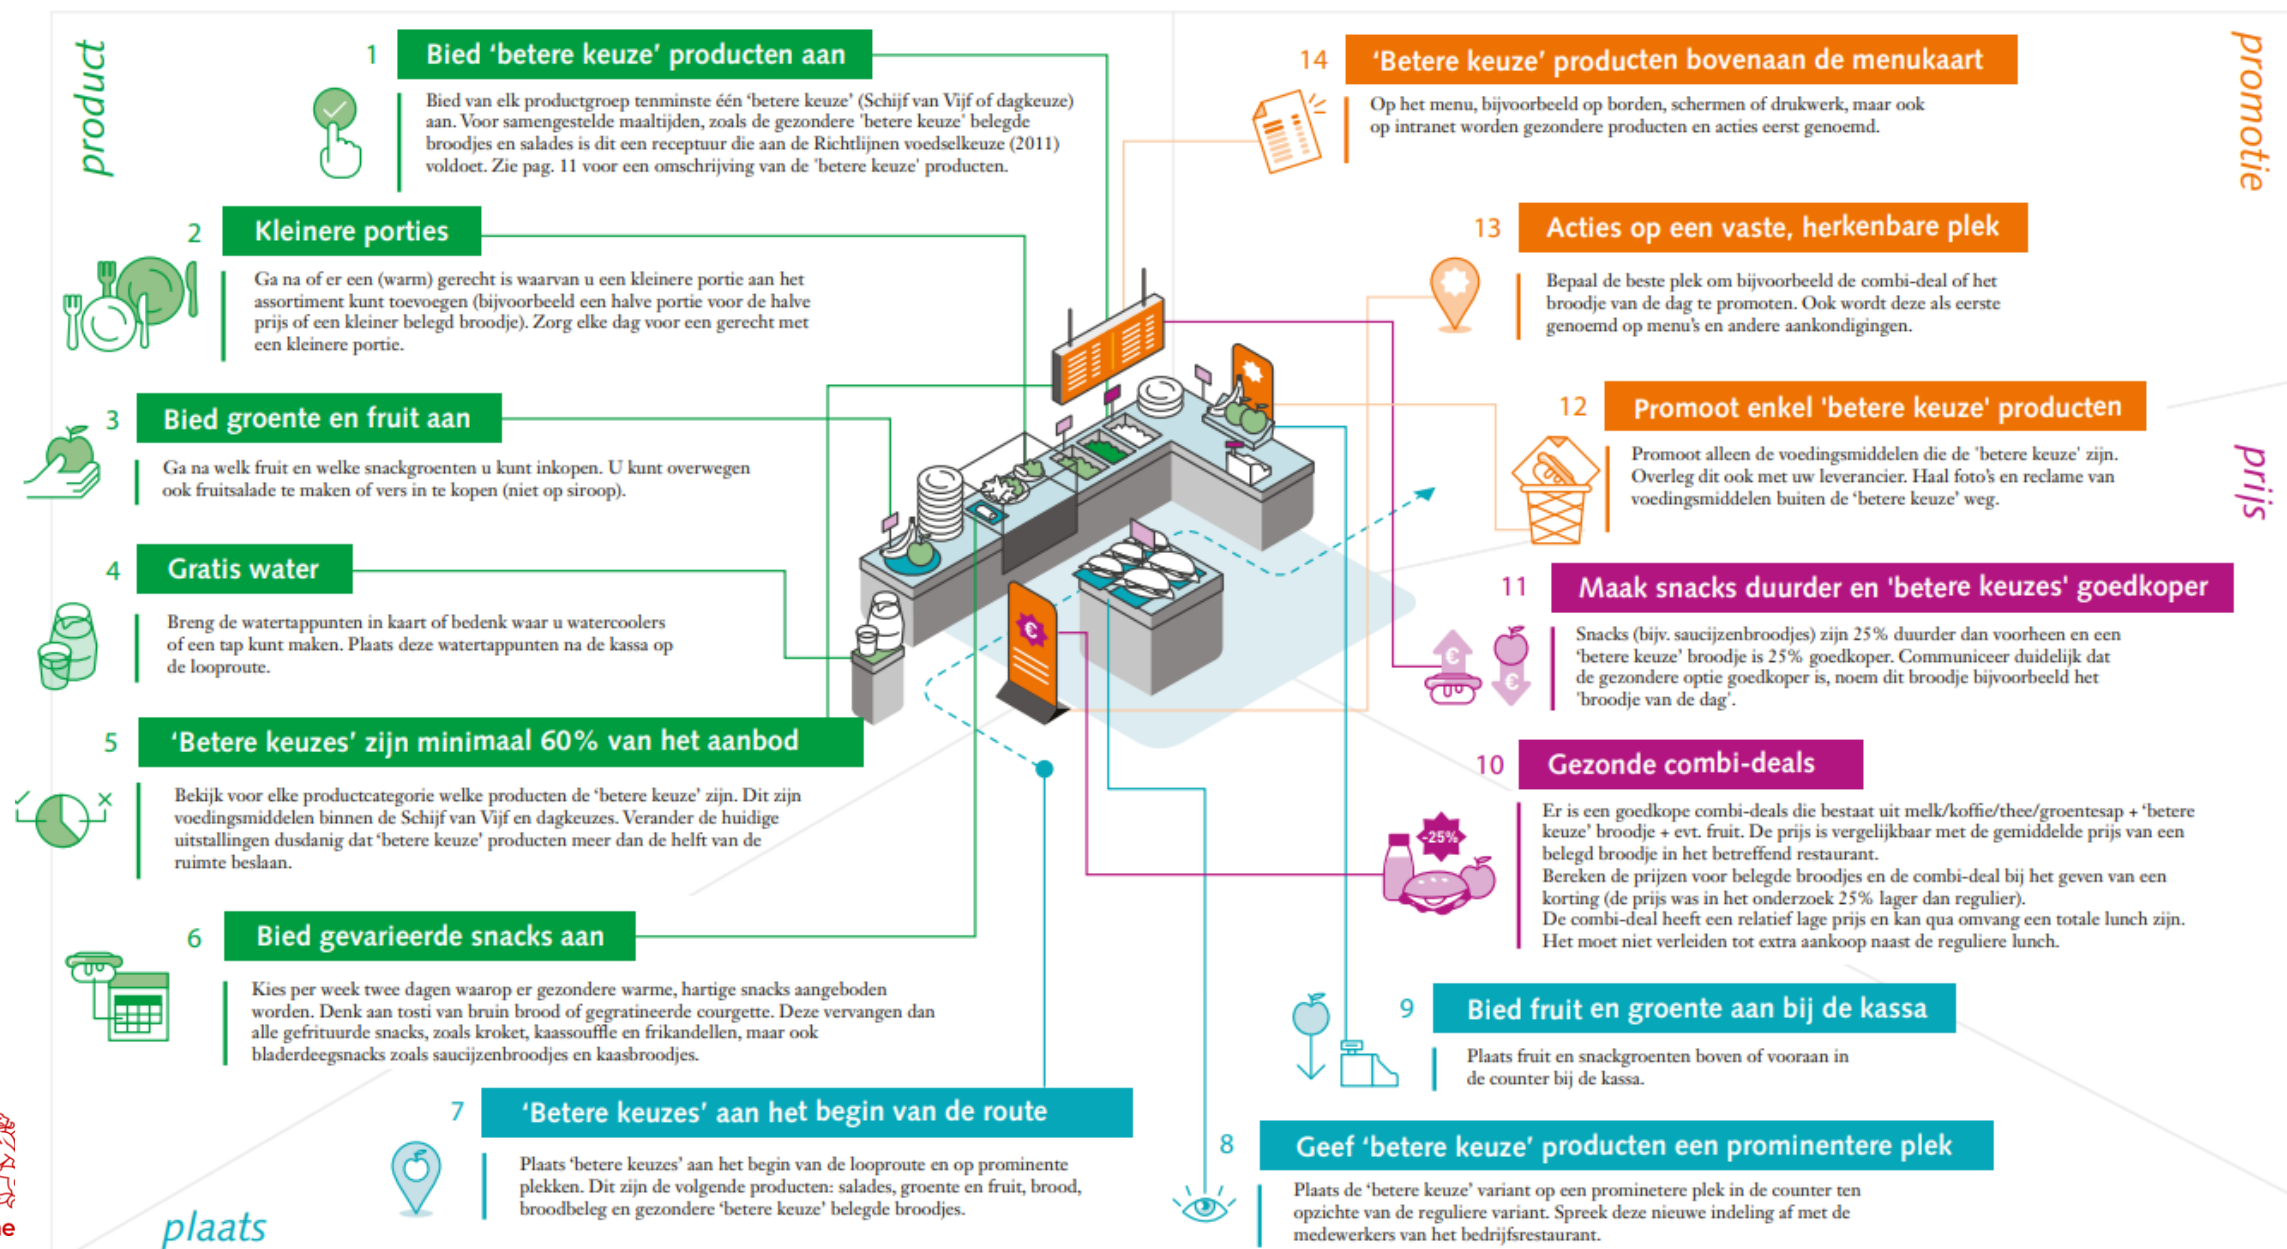 product
1
Bied ‘betere keuze’ producten aan
Bied van elk productgroep tenminste één ‘betere keuze’ (Schijf van Vijf of dagkeuze)
aan. Voor samengestelde maaltijden, zoals de gezondere 'betere keuze' belegde
broodjes en salades is dit een receptuur die aan de Richtlijnen voedselkeuze (2011)
voldoet. Zie pag. 11 voor een omschrijving van de 'betere keuze' producten.
2
Kleinere porties
Ga na of er een (warm) gerecht is waarvan u een kleinere portie aan het
assortiment kunt toevoegen (bijvoorbeeld een halve portie voor de halve
prijs of een kleiner belegd broodje). Zorg elke dag voor een gerecht met
een kleinere portie.
3
Bied groente en fruit aan
Ga na welk fruit en welke snackgroenten u kunt inkopen. U kunt overwegen
ook fruitsalade te maken of vers in te kopen (niet op siroop).
4
Gratis water
Breng de watertappunten in kaart of bedenk waar u watercoolers
of een tap kunt maken. Plaats deze watertappunten na de kassa op
de looproute.
5
‘Betere keuzes’ zijn minimaal 60% van het aanbod
Bekijk voor elke productcategorie welke producten de ‘betere keuze’ zijn. Dit zijn
voedingsmiddelen binnen de Schijf van Vijf en dagkeuzes. Verander de huidige
uitstallingen dusdanig dat ‘betere keuze’ producten meer dan de helft van de
ruimte beslaan.
6
Bied gevarieerde snacks aan
Kies per week twee dagen waarop er gezondere warme, hartige snacks aangeboden
worden. Denk aan tosti van bruin brood of gegratineerde courgette. Deze vervangen dan
alle gefrituurde snacks, zoals kroket, kaassouffle en frikandellen, maar ook
bladerdeegsnacks zoals saucijzenbroodjes en kaasbroodjes.
7
‘Betere keuzes’ aan het begin van de route
Plaats ‘betere keuzes’ aan het begin van de looproute en op prominente
plekken. Dit zijn de volgende producten: salades, groente en fruit, brood,
broodbeleg en gezondere ‘betere keuze’ belegde broodjes.
plaats
8
Geef ‘betere keuze’ producten een prominentere plek
Plaats de ‘betere keuze’ variant op een prominetere plek in de counter ten
opzichte van de reguliere variant. Spreek deze nieuwe indeling af met de
medewerkers van het bedrijfsrestaurant.
9
Bied fruit en groente aan bij de kassa
Plaats fruit en snackgroenten boven of vooraan in
de counter bij de kassa.
10
Gezonde combi-deals
Er is een goedkope combi-deals die bestaat uit melk/koffie/thee/groentesap + ‘betere
keuze’ broodje + evt. fruit. De prijs is vergelijkbar met de gemiddelde prijs van een
belegd broodje in het betreffend restaurant.
Bereken de prijzen voor belegde broodjes en de combi-deal bij het geven van een
korting (de prijs was in het onderzoek 25% lager dan regulier).
De combi-deal heeft een relatief lage prijs en kan qua omvang een totale lunch zijn.
Het moet niet verleiden tot extra aankoop naast de reguliere lunch.
-25%
11
Maak snacks duurder en 'betere keuzes' goedkoper
Snacks (bijv. saucijzenbroodjes) zijn 25% duurder dan voorheen en een
‘betere keuze’ broodje is 25% goedkoper. Communiceer duidelijk dat
de gezondere optie goedkoper is, noem dit broodje bijvoorbeeld het
'broodje van de dag'.
€
€
€
prijs
12
Promoot enkel 'betere keuze' producten
Promoot alleen de voedingsmiddelen die de 'betere keuze' zijn.
Overleg dit ook met uw leverancier. Haal foto's en reclame van
voedingsmiddelen buiten de ‘betere keuze’ weg.
13
Acties op een vaste, herkenbare plek
Bepaal de beste plek om bijvoorbeeld de combi-deal of het
broodje van de dag te promoten. Ook wordt deze als eerste
genoemd op menu's en andere aankondigingen.
14
‘Betere keuze’ producten bovenaan de menukaart
Op het menu, bijvoorbeeld op borden, schermen of drukwerk, maar ook
op intranet worden gezondere producten en acties eerst genoemd.
promotie